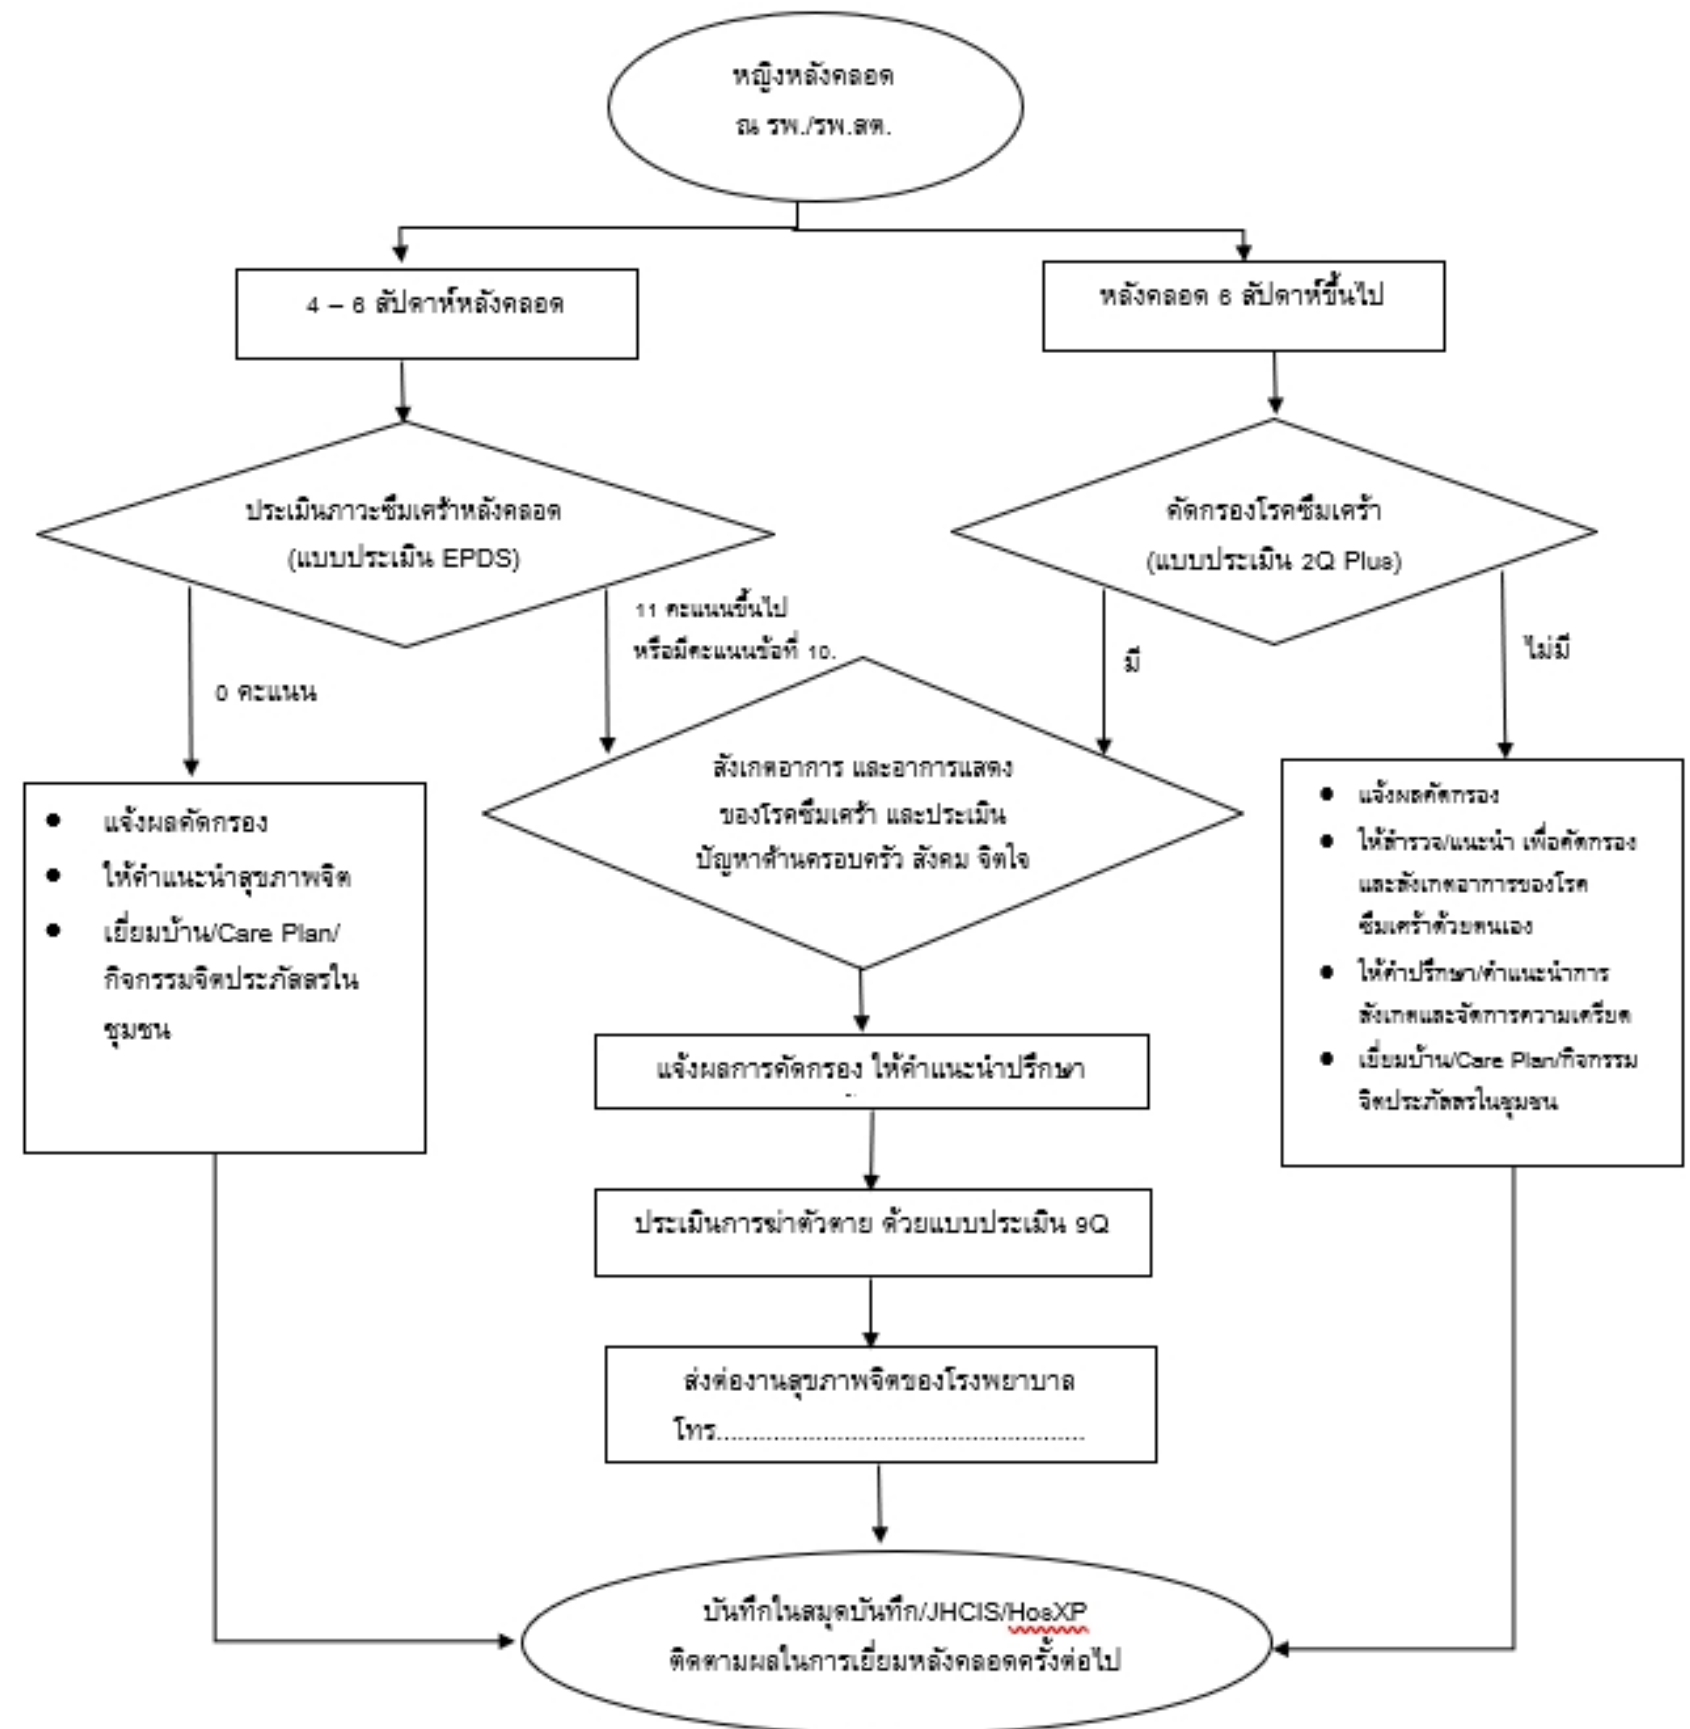 หญิงหลังคลอด
ณ รพ./รพ.สต.
4 – 6 สัปดาห์หลังคลอด
หลังคลอด 6 สัปดาห์ขึ้นไป
ประเมินภาวะซึมเศร้าหลังคลอด
(แบบประเมิน EPDS)
คัดกรองโรคซึมเศร้า
(แบบประเมิน 2Q Plus)
11 คะแนนขึ้นไป
หรือมีคะแนนข้อที่ 10.
มี
ไม่มี
0 คะแนน
สังเกตอาการ และอาการแสดง
ของโรคซึมเศร้า และประเมิน
ปัญหาด้านครอบครัว สังคม จิตใจ
● แจ้งผลคัดกรอง
● ให้คำแนะนำสุขภาพจิต
● เยี่ยมบ้าน/Care Plan/
กิจกรรมจิตประภัสสรใน
ชุมชน
● แจ้งผลคัดกรอง
● ให้สำรวจ/แนะนำ เพื่อคัดกรอง
และสังเกตอาการของโรค
ซึมเศร้าด้วยตนเอง
● ให้คำปรึกษา/คำแนะนำการ
สังเกตและจัดการความเครียด
● เยี่ยมบ้าน/Care Plan/กิจกรรม
จิตประภัสสรในชุมชน
แจ้งผลการคัดกรอง ให้คำแนะนำปรึกษา
ประเมินการฆ่าตัวตาย ด้วยแบบประเมิน 9Q
ส่งต่องานสุขภาพจิตของโรงพยาบาล
โทร....................................................
บันทึกในสมุดบันทึก/JHCIS/HosXP
ติดตามผลในการเยี่ยมหลังคลอดครั้งต่อไป